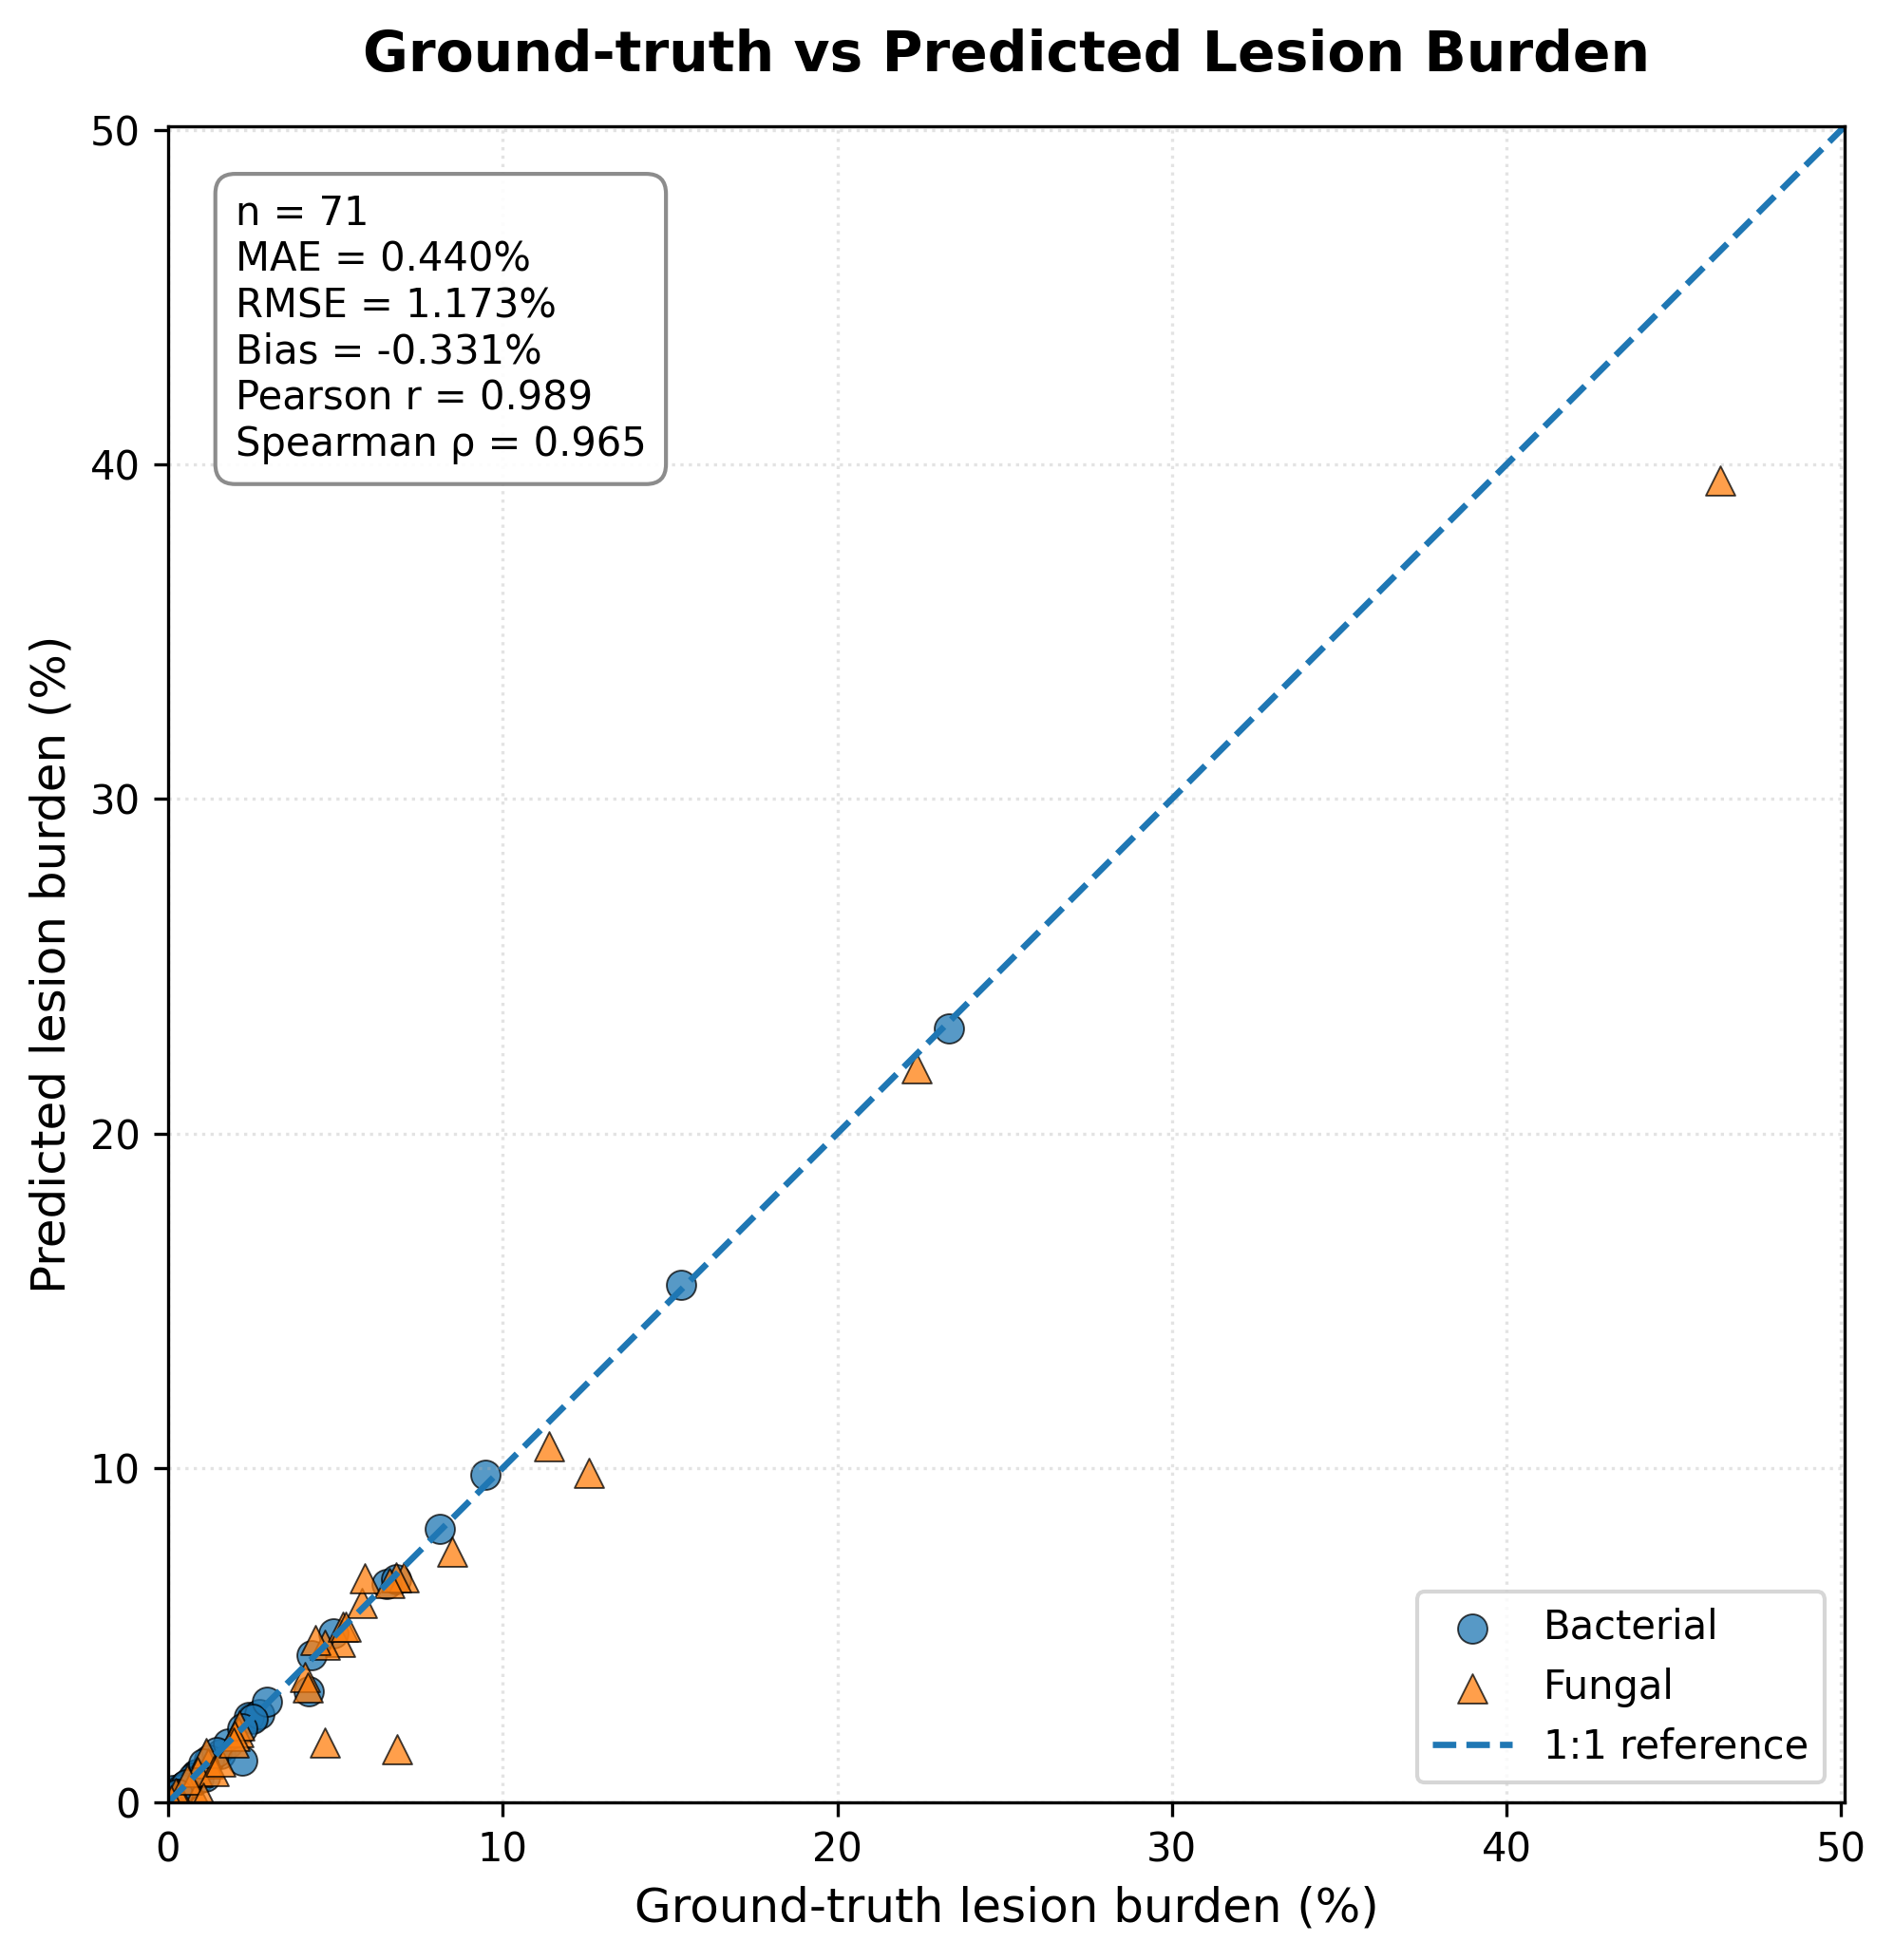 Ground-truth vs Predicted Lesion Burden
50
n = 71
MAE = 0.440%
RMSE = 1.173%
Bias = -0.331%
Pearson r = 0.989
Spearman ρ = 0.965
40
30
20
10
0
Predicted lesion burden (%)
Bacterial
Fungal
1:1 reference
0 10 20 30 40 50
Ground-truth lesion burden (%)